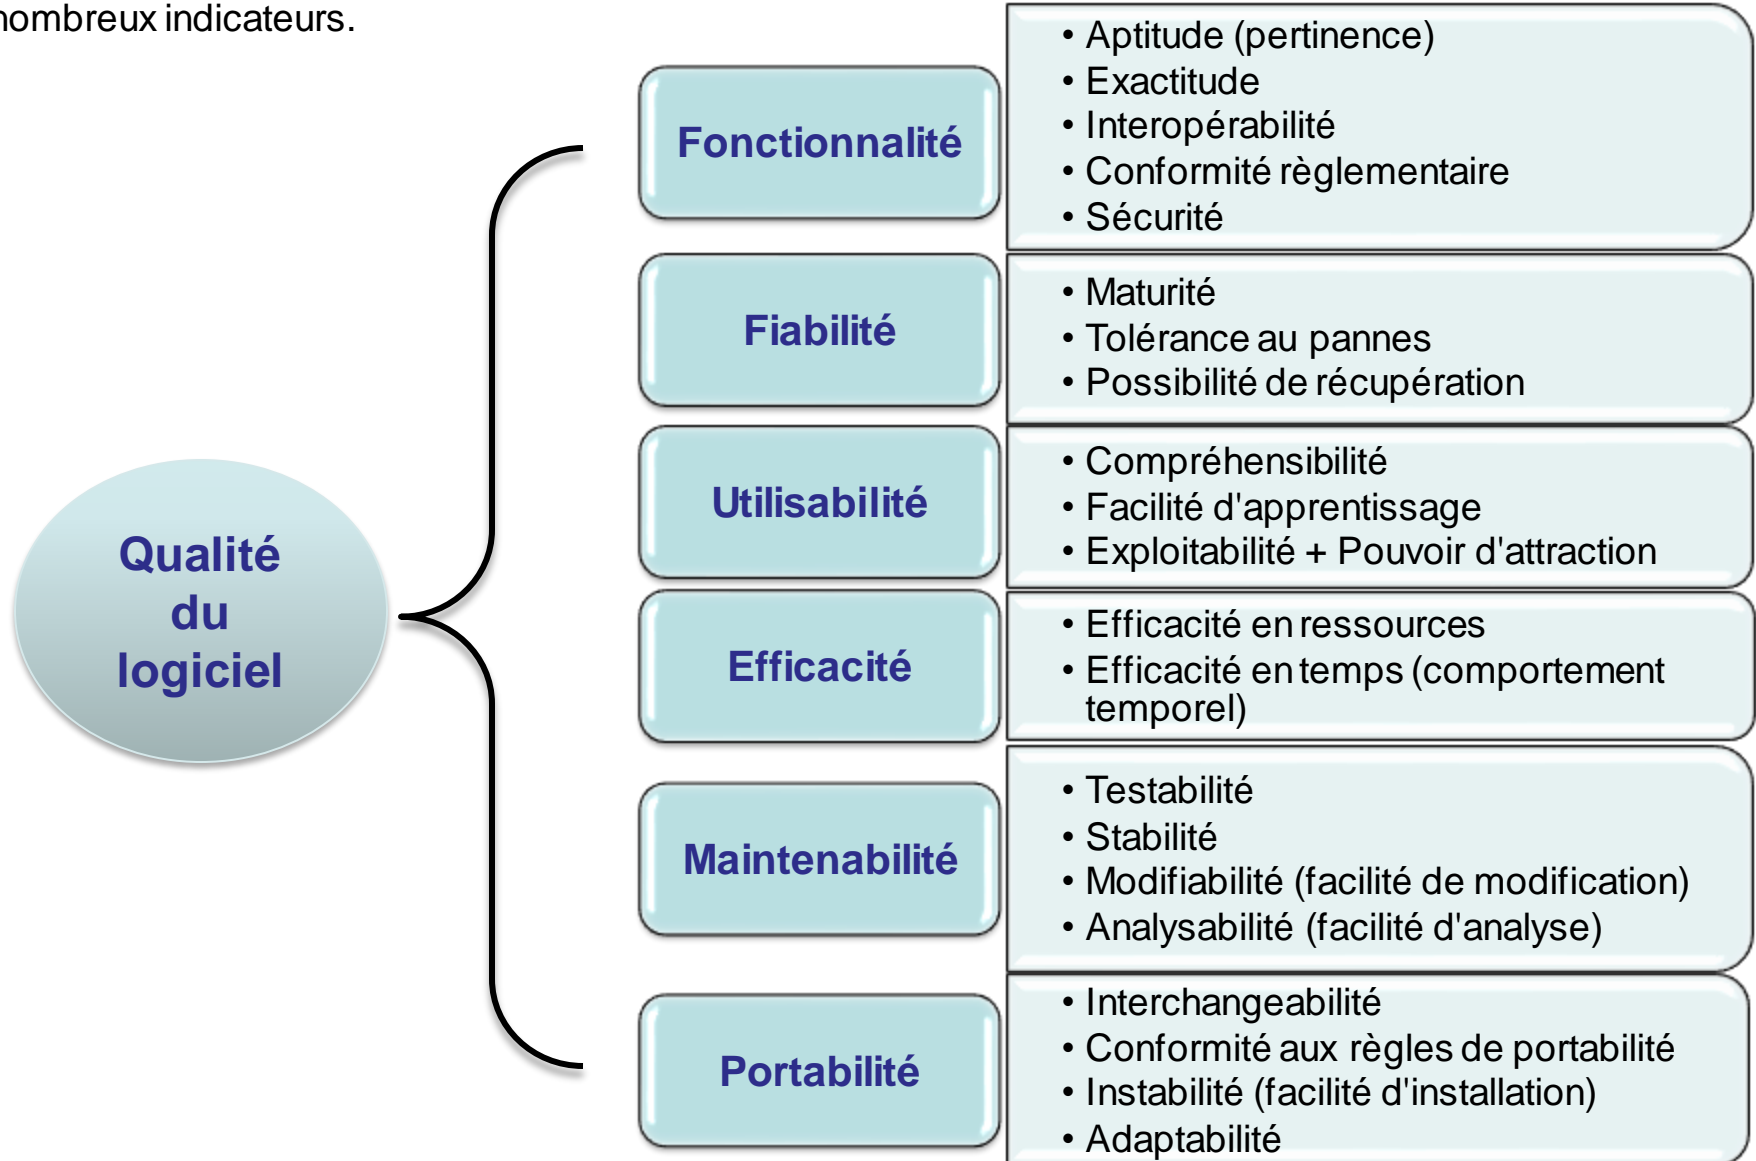 nombreux indicateurs.
Qualité
du
logiciel
Fonctionnalité
• Aptitude (pertinence)
• Exactitude
• Interopérabilité
• Conformité règlementaire
• Sécurité
Fiabilité
• Maturité
• Tolérance au pannes
• Possibilité de récupération
Utilisabilité
• Compréhensibilité
• Facilité d'apprentissage
• Exploitabilité + Pouvoir d'attraction
Efficacité
• Efficacité en ressources
• Efficacité en temps (comportement
temporel)
Maintenabilité
• Testabilité
• Stabilité
• Modifiabilité (facilité de modification)
• Analysabilité (facilité d'analyse)
Portabilité
• Interchangeabilité
• Conformité aux règles de portabilité
• Instabilité (facilité d'installation)
• Adaptabilité